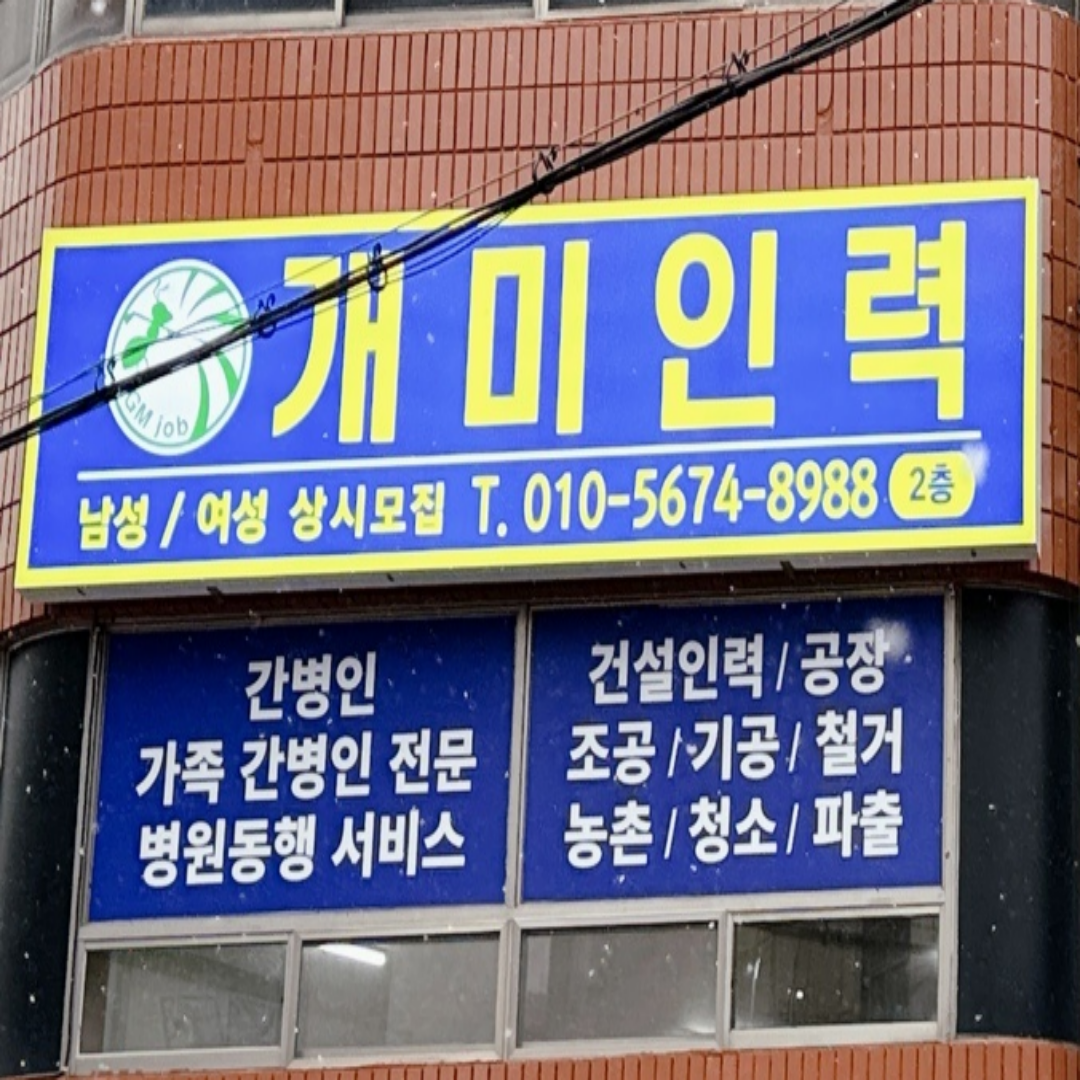 개미인력
GM job
남성 / 여성 상시모집 T. 010-5674-8988 2층
간병인
가족 간병인 전문
병원동행 서비스
건설인력 / 공장
조공 / 기공 / 철거
농촌 / 청소 / 파출